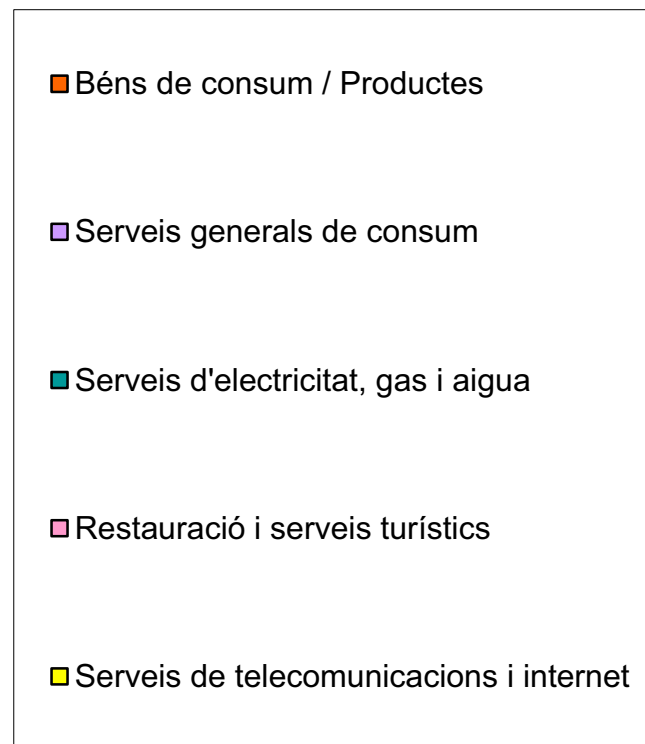 Béns de consum / Productes
Serveis generals de consum
Serveis d'electricitat, gas i aigua
Restauració i serveis turístics
Serveis de telecomunicacions i internet